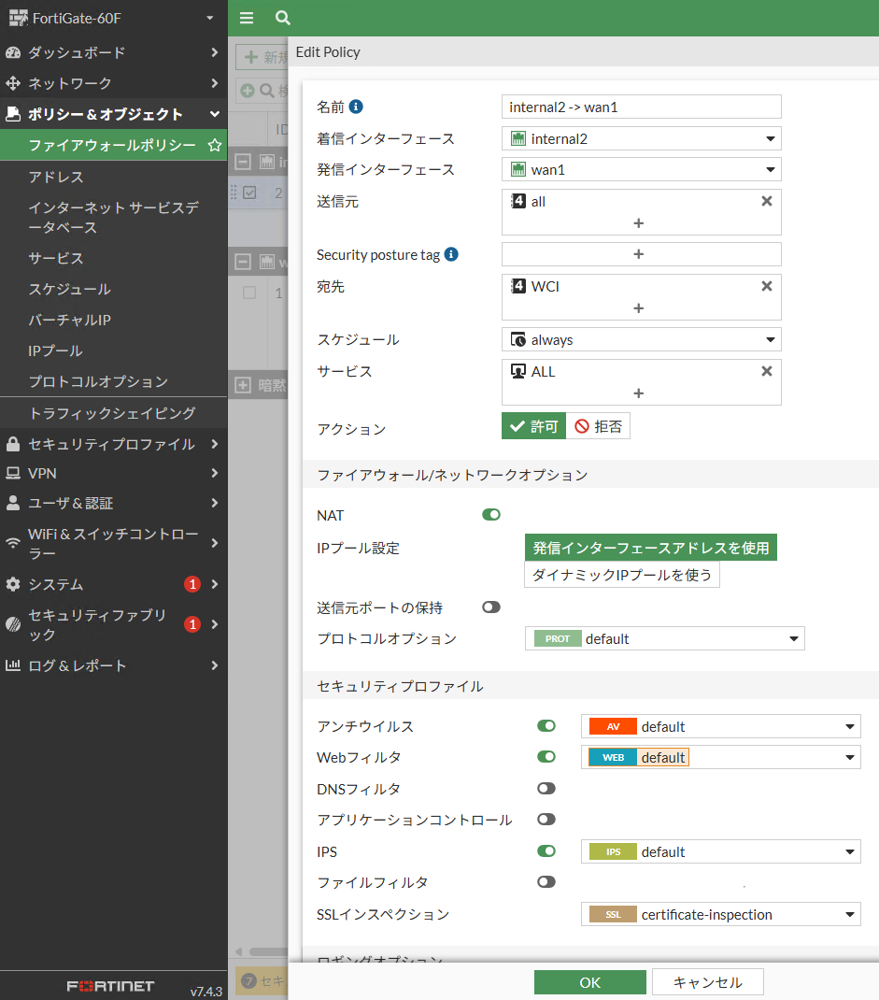 FortiGate-60F
ダッシュボード
ネットワーク
ポリシー & オブジェクト
ファイアウォールポリシー
アドレス
インターネット サービスデ
ータベース
サービス
スケジュール
バーチャルIP
IPプール
プロトコルオプション
トラフィックシェイピング
セキュリティプロファイル
VPN
ユーザ & 認証
WiFi & スイッチコントロー
ラー
システム 1
セキュリティファブリ
ック 1
ログ & レポート
FORTINET v7.4.3
新規
検
ID
in
2
w
1
暗黙
7 セキ
Edit Policy
名前 internal2 -> wan1
着信インターフェース internal2
発信インターフェース wan1
送信元 4 all
Security posture tag
宛先 4 WCI
スケジュール always
サービス ALL
アクション 許可 拒否
ファイアウォール/ネットワークオプション
NAT
IPプール設定 発信インターフェースアドレスを使用
ダイナミックIPプールを使う
送信元ポートの保持
プロトコルオプション PROT default
セキュリティプロファイル
アンチウイルス AV default
Webフィルタ WEB default
DNSフィルタ
アプリケーションコントロール
IPS IPS default
ファイルフィルタ
SSLインスペクション SSL certificate-inspection
ロギングオプション
OK キャンセル